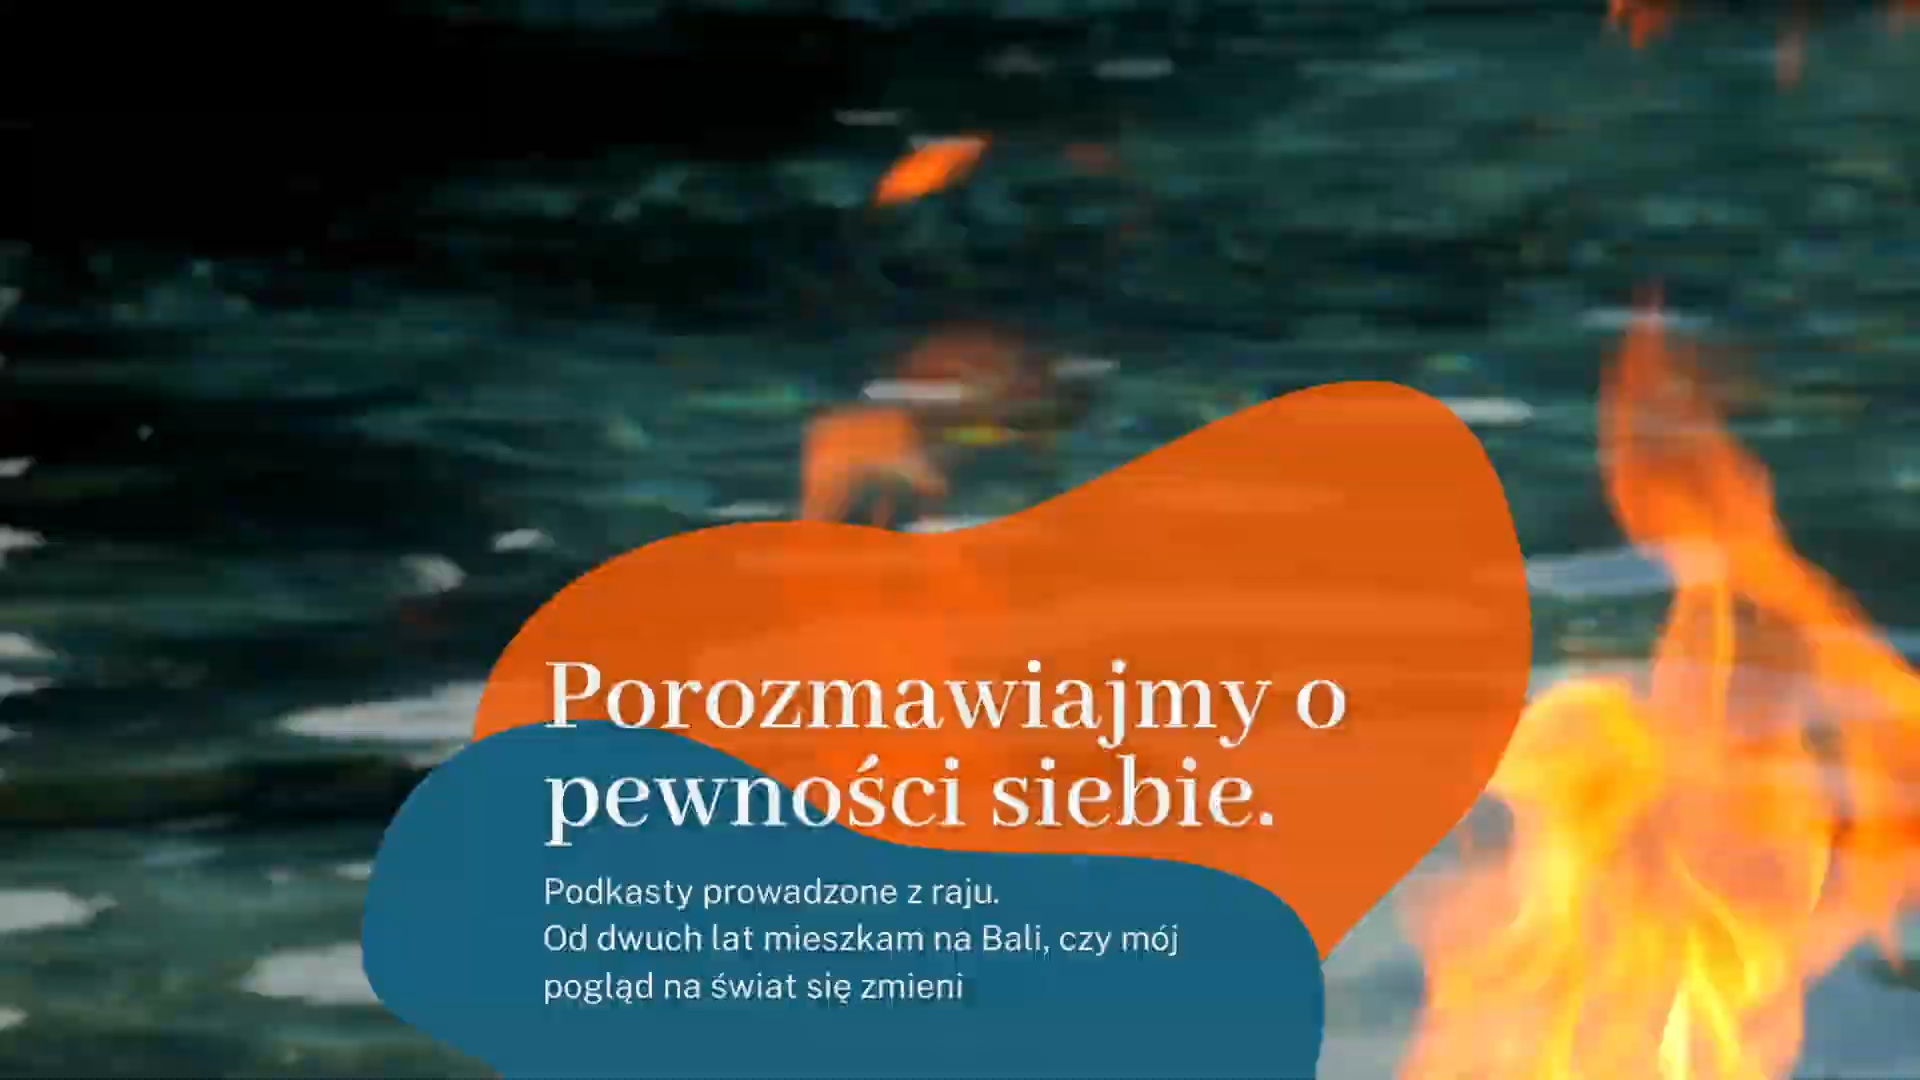 Porozmawiajmy o
pewności siebie.
Podkasty prowadzone z raju.
Od dwuch lat mieszkam na Bali, czy mój
pogląd na świat się zmieni